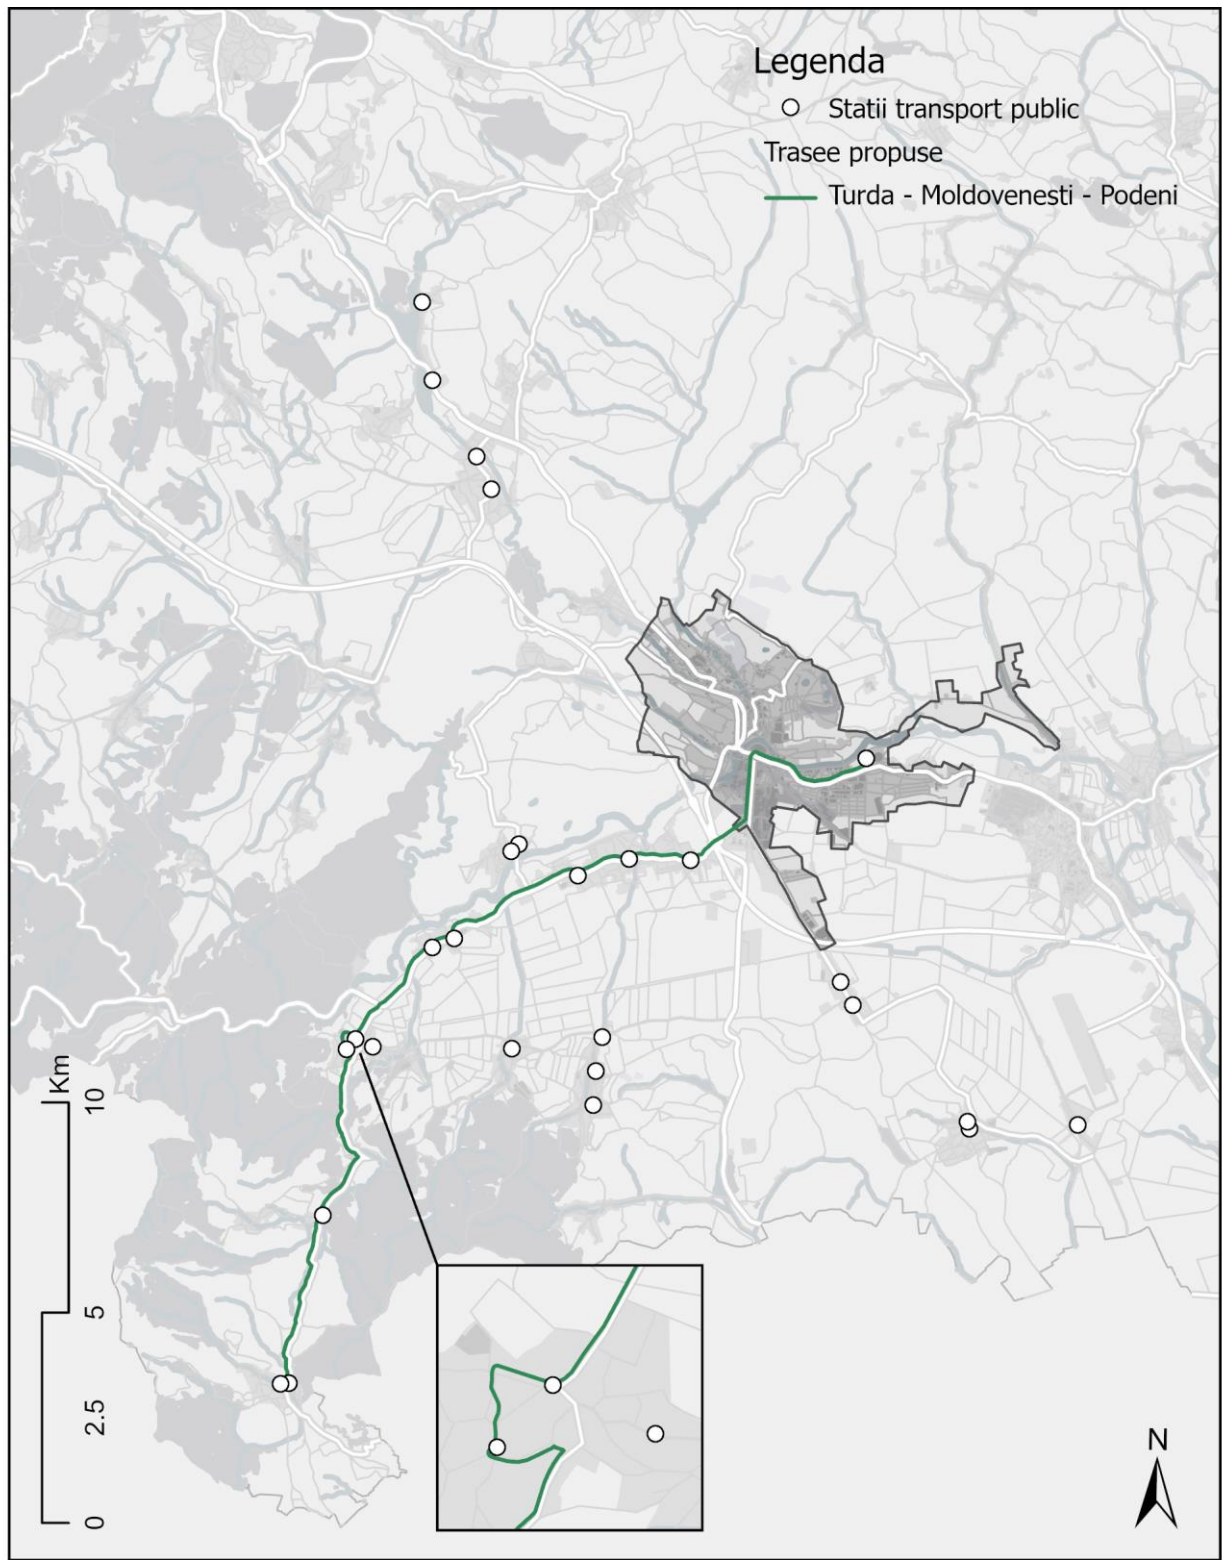 Legenda
Statii transport public
Trasee propuse
Turda - Moldovenesti - Podeni
Km
10
5
2.5
0
N